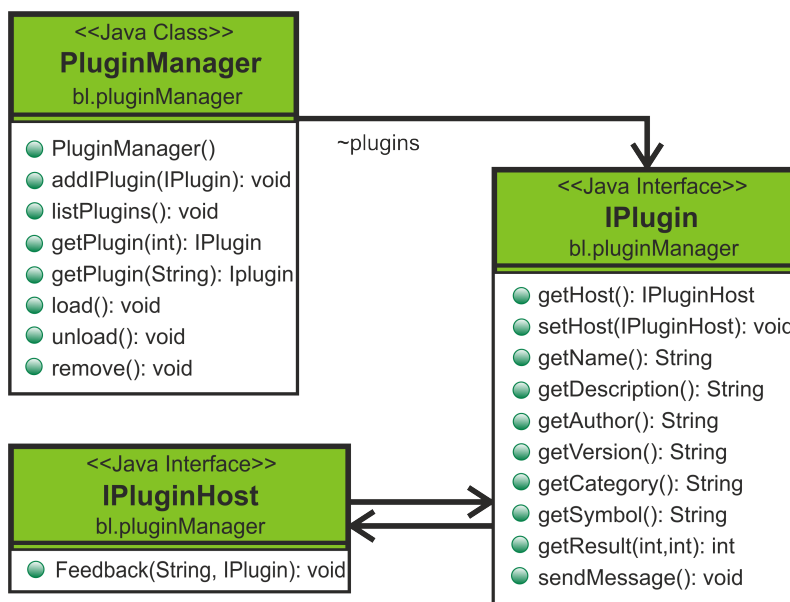 <<Java Class>>
PluginManager
bl.pluginManager
PluginManager()
addIPlugin(IPlugin): void
listPlugins(): void
getPlugin(int): IPlugin
getPlugin(String): Iplugin
load(): void
unload(): void
remove(): void
~plugins
<<Java Interface>>
IPlugin
bl.pluginManager
getHost(): IPluginHost
setHost(IPluginHost): void
getName(): String
getDescription(): String
getAuthor(): String
getVersion(): String
getCategory(): String
getSymbol(): String
getResult(int,int): int
sendMessage(): void
<<Java Interface>>
IPluginHost
bl.pluginManager
Feedback(String, IPlugin): void